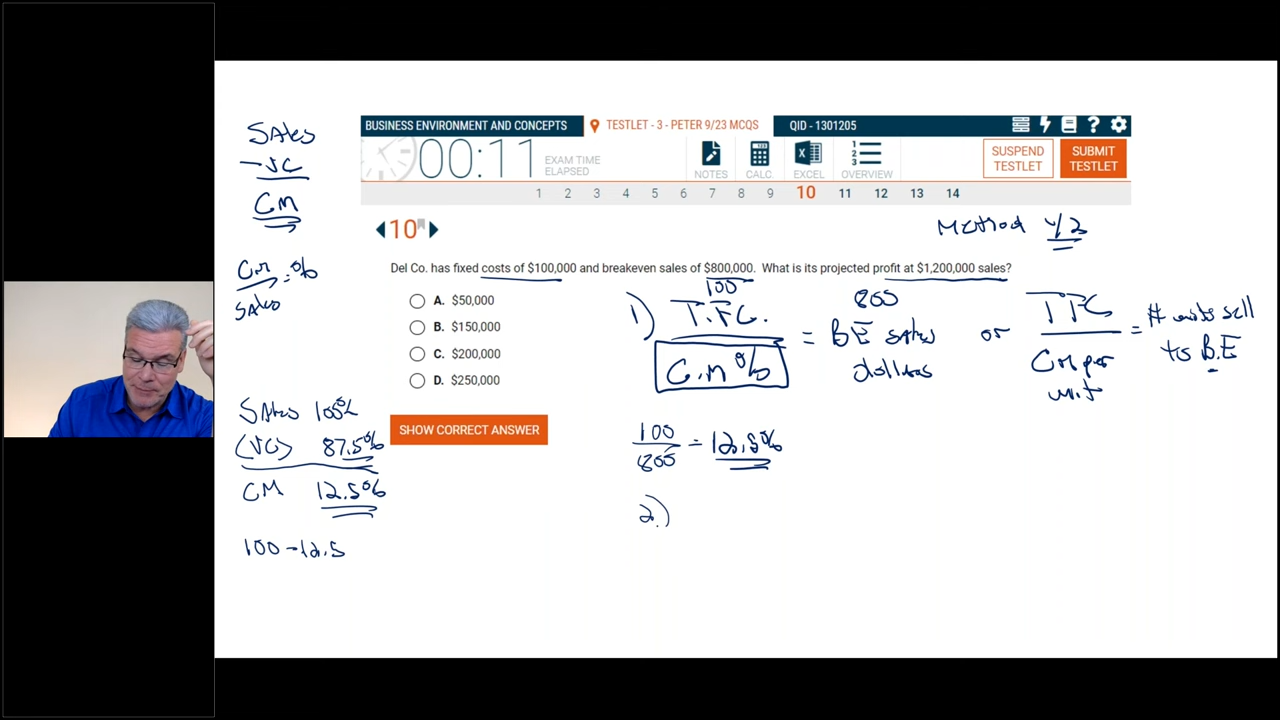 BUSINESS ENVIRONMENT AND CONCEPTS
TESTLET - 3 - PETER 9/23 MCQS
QID - 1301205
00:11
EXAM TIME
ELAPSED
NOTES
CALC.
EXCEL
OVERVIEW
SUSPEND
TESTLET
SUBMIT
TESTLET
1 2 3 4 5 6 7 8 9 10 11 12 13 14
10
Method 1/2
Del Co. has fixed costs of $100,000 and breakeven sales of $800,000. What is its projected profit at $1,200,000 sales?
A. $50,000
B. $150,000
C. $200,000
D. $250,000
SHOW CORRECT ANSWER
Sales
- VC
CM
CM = %
Sales
Sales 100%
(VC) 87.5%
CM 12.5%
100 - 12.5
1)
100
T.FC.
C.M %
=
800
BE Sales
dollars
or
TFC
CM per
unit
= # units sell
to B.E
100
800
= 12.5%
2.)